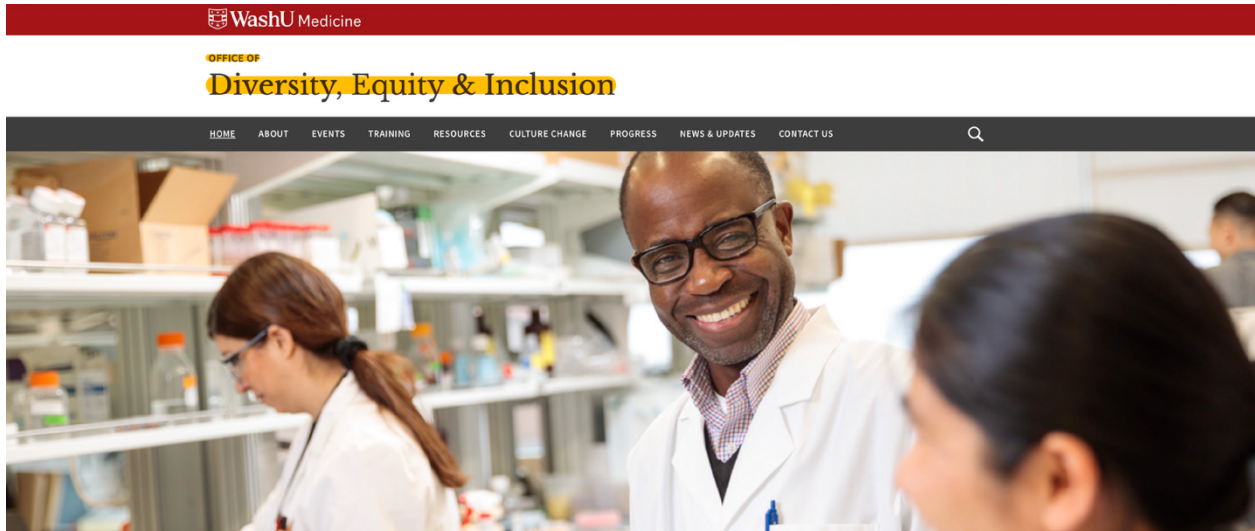 WashU Medicine
OFFICE OF
Diversity, Equity & Inclusion
HOME ABOUT EVENTS TRAINING RESOURCES CULTURE CHANGE PROGRESS NEWS & UPDATES CONTACT US